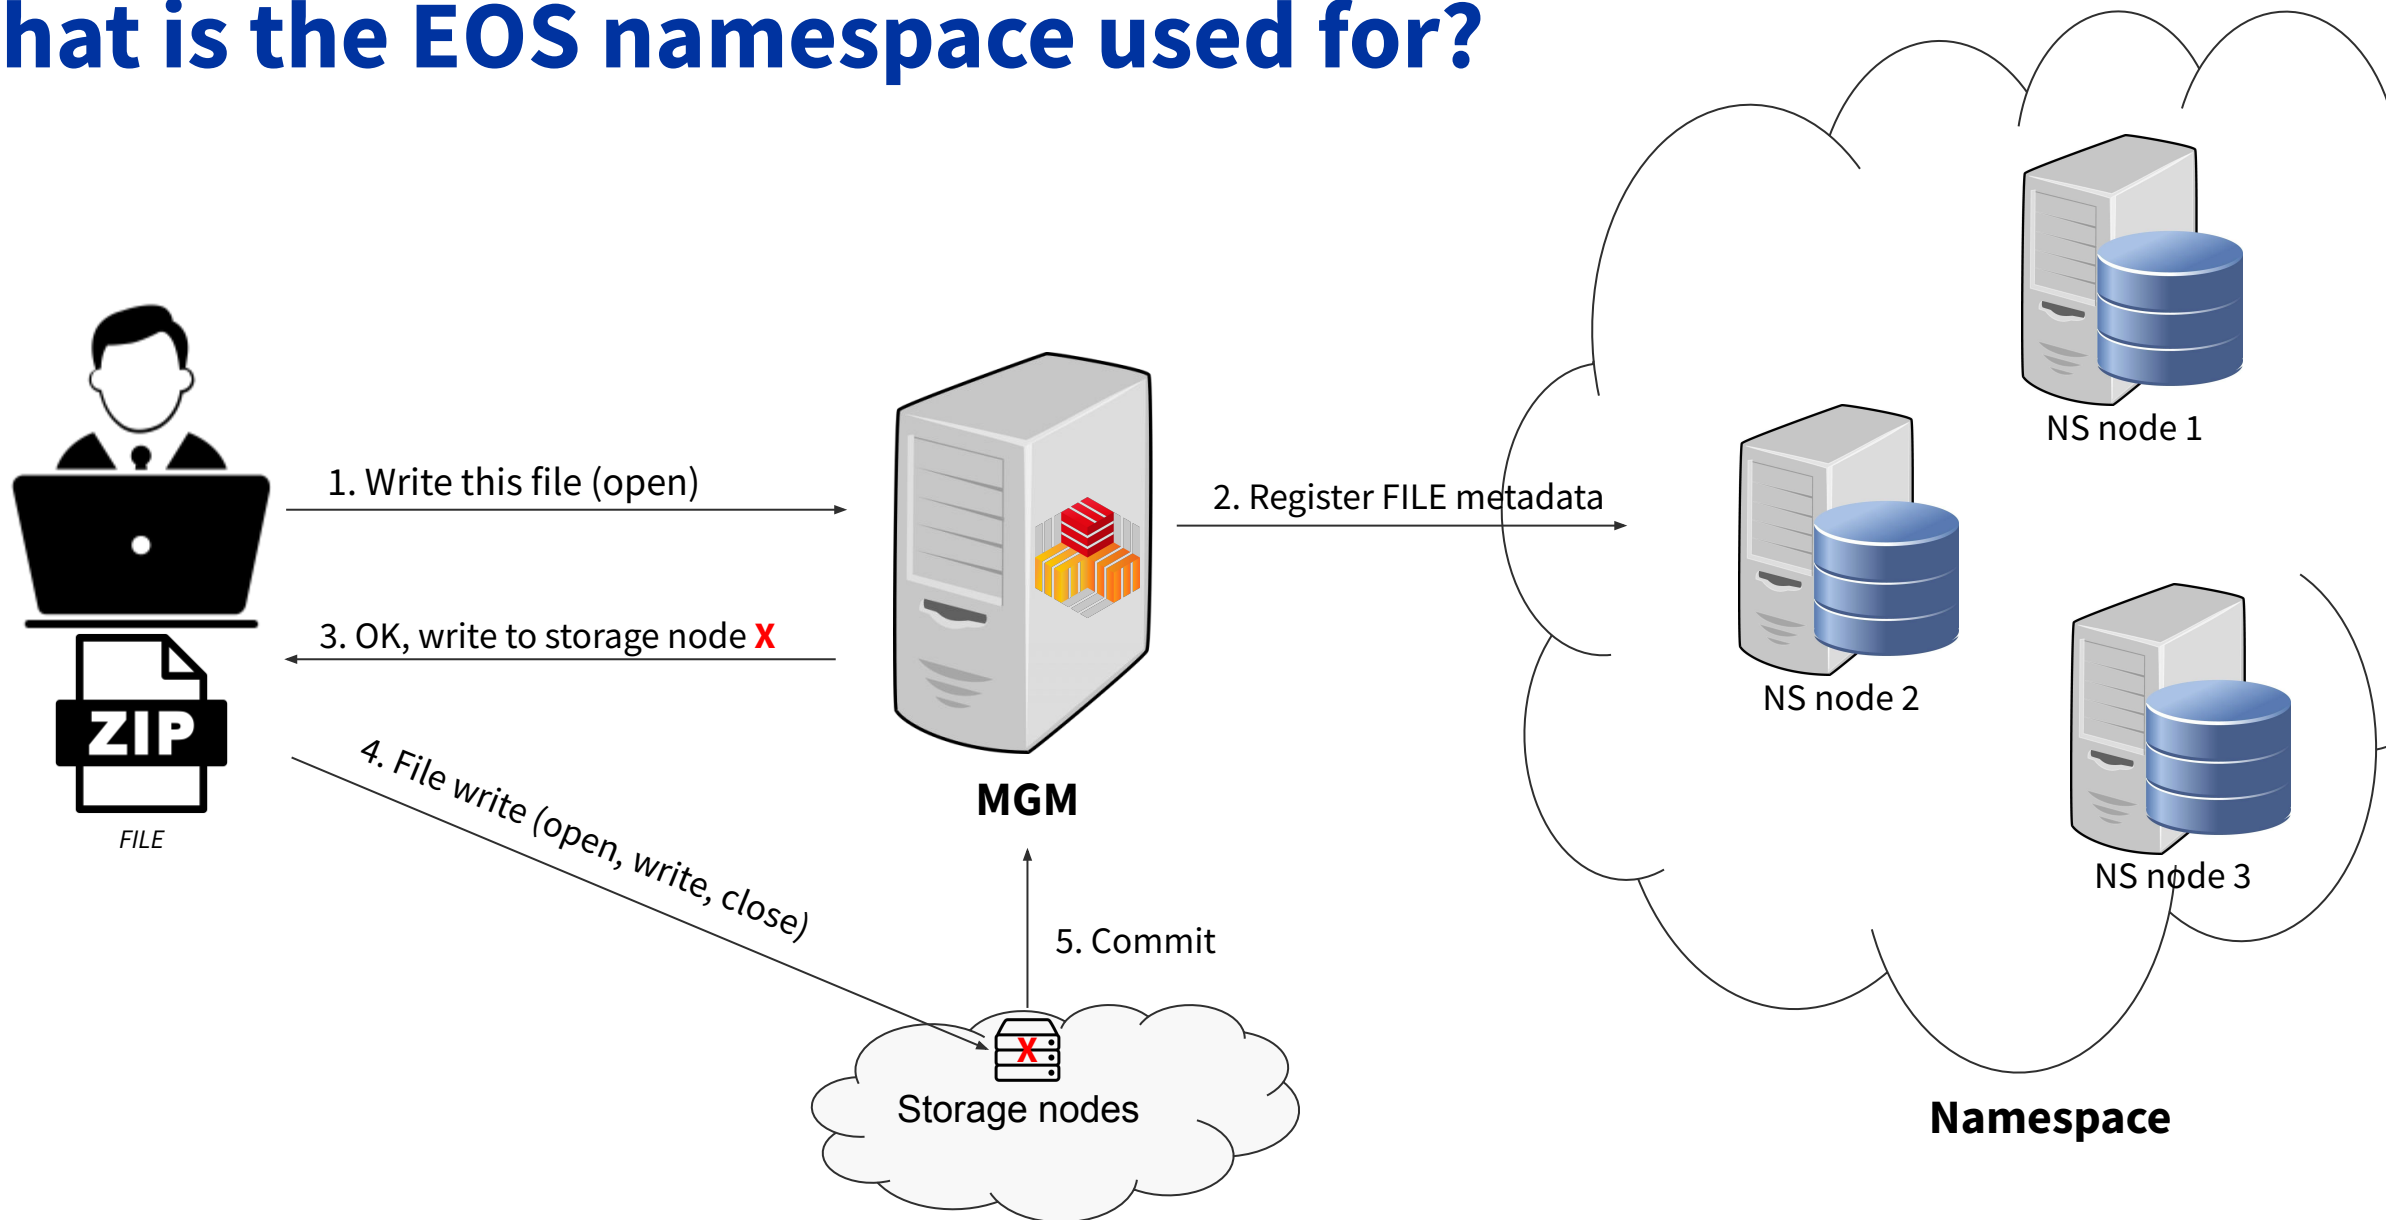 hat is the EOS namespace used for?
NS node 1
1. Write this file (open)
2. Register FILE metadata
3. OK, write to storage node X
NS node 2
ZIP
4. File write (open, write, close)
MGM
FILE
NS node 3
5. Commit
X
Storage nodes
Namespace